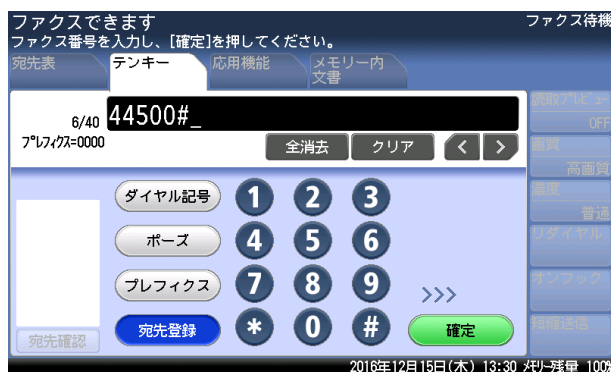 ファクスできます
ファクス待機
ファクス番号を入力し、[確定]を押してください。
宛先表
テンキー
応用機能
メモリー内
文書
6/40
44500#_
ﾌﾟﾚﾌｨｸｽ=0000
全消去
クリア
<
>
読取ﾌﾟﾚﾋﾞｭｰ
OFF
画質
高画質
濃度
普通
リダイヤル
オンフック
短縮送信
ダイヤル記号
1
2
3
ポーズ
4
5
6
プレフィクス
7
8
9
>>>
宛先確認
宛先登録
*
0
#
確定
2016年12月15日(木) 13:30 ﾒﾓﾘｰ残量 100%